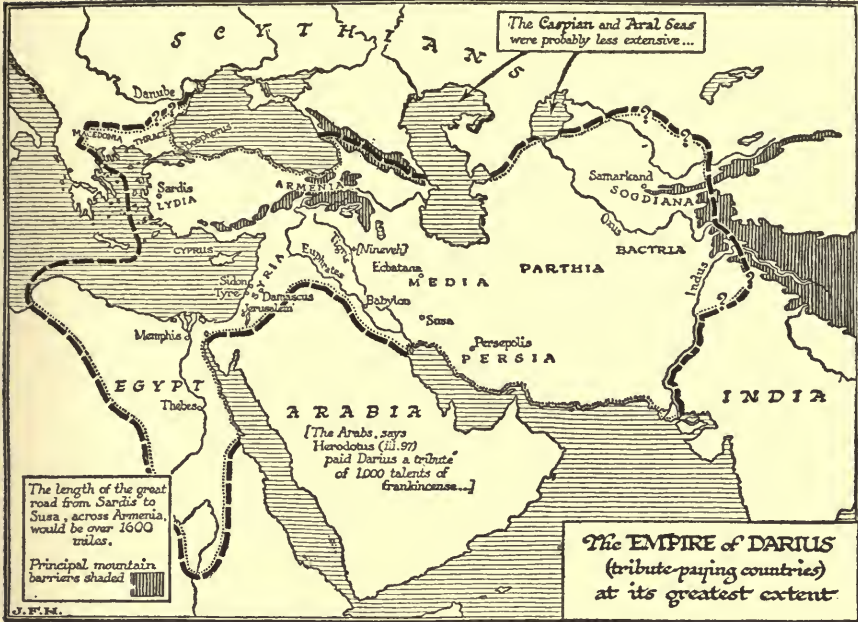 The Caspian and Aral Seas
were probably less extensive...
SCYTHIANS
Danube
?
?
?
?
MACEDONIA
THRACE
Bosphorus
Samarkand
SOGDIANA
Sardis
LYDIA
ARMENIA
Oxus
BACTRIA
CYPRUS
Tigris
[Nineveh]
Euphrates
SYRIA
Ecbatana
MEDIA
PARTHIA
Indus
?
Sidon
Tyre
Damascus
Jerusalem
Babylon
Susa
Memphis
Persepolis
PERSIA
EGYPT
Thebes
INDIA
ARABIA
[The Arabs, says
Herodotus (iii.97)
paid Darius a tribute
of 1,000 talents of
frankincense...]
The length of the great
road from Sardis to
Susa, across Armenia,
would be over 1600
miles.
Principal mountain
barriers shaded
The EMPIRE of DARIUS
(tribute-paying countries)
at its greatest extent
J.F.H.